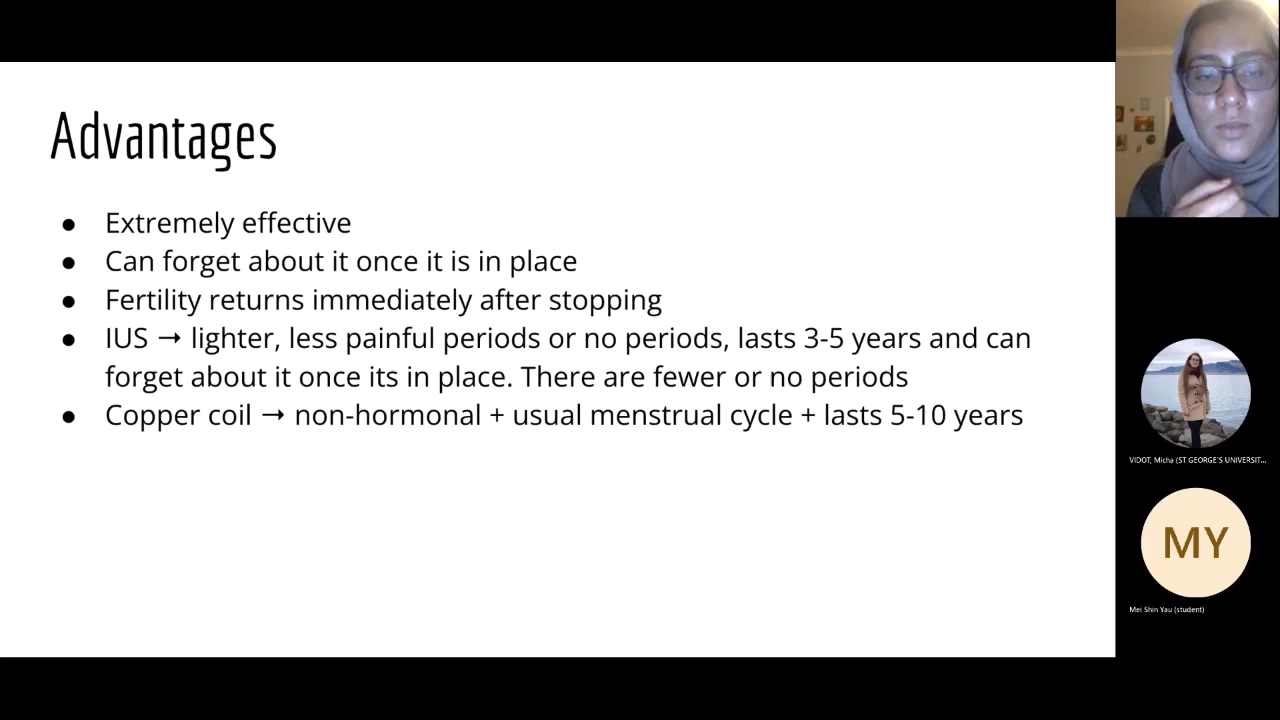 Advantages
● Extremely effective
● Can forget about it once it is in place
● Fertility returns immediately after stopping
● IUS → lighter, less painful periods or no periods, lasts 3-5 years and can
forget about it once its in place. There are fewer or no periods
● Copper coil → non-hormonal + usual menstrual cycle + lasts 5-10 years
VIDOT, Micha (ST GEORGE'S UNIVERSIT...
MY
Mei Shin Yau (student)